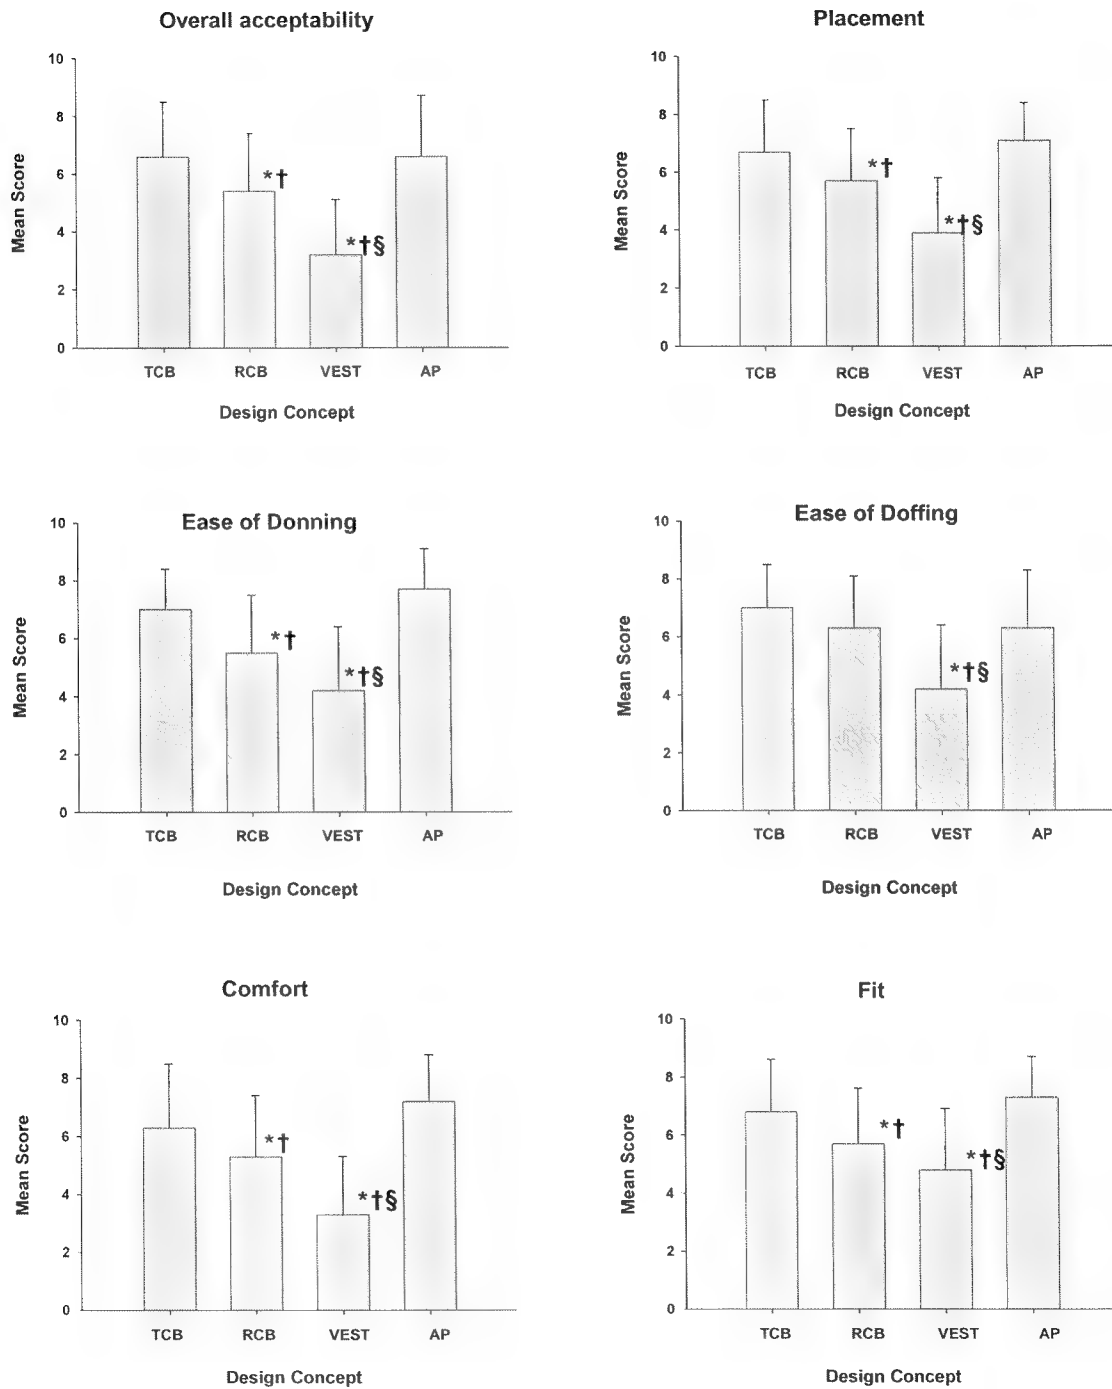 Overall acceptability
10
8
6
4
2
0
Mean Score
*†
*†§
TCB RCB VEST AP
Design Concept
Placement
10
8
6
4
2
0
Mean Score
*†
*†§
TCB RCB VEST AP
Design Concept
Ease of Donning
10
8
6
4
2
0
Mean Score
*†
*†§
TCB RCB VEST AP
Design Concept
Ease of Doffing
10
8
6
4
2
0
Mean Score
*†§
TCB RCB VEST AP
Design Concept
Comfort
10
8
6
4
2
0
Mean Score
*†
*†§
TCB RCB VEST AP
Design Concept
Fit
10
8
6
4
2
0
Mean Score
*†
*†§
TCB RCB VEST AP
Design Concept